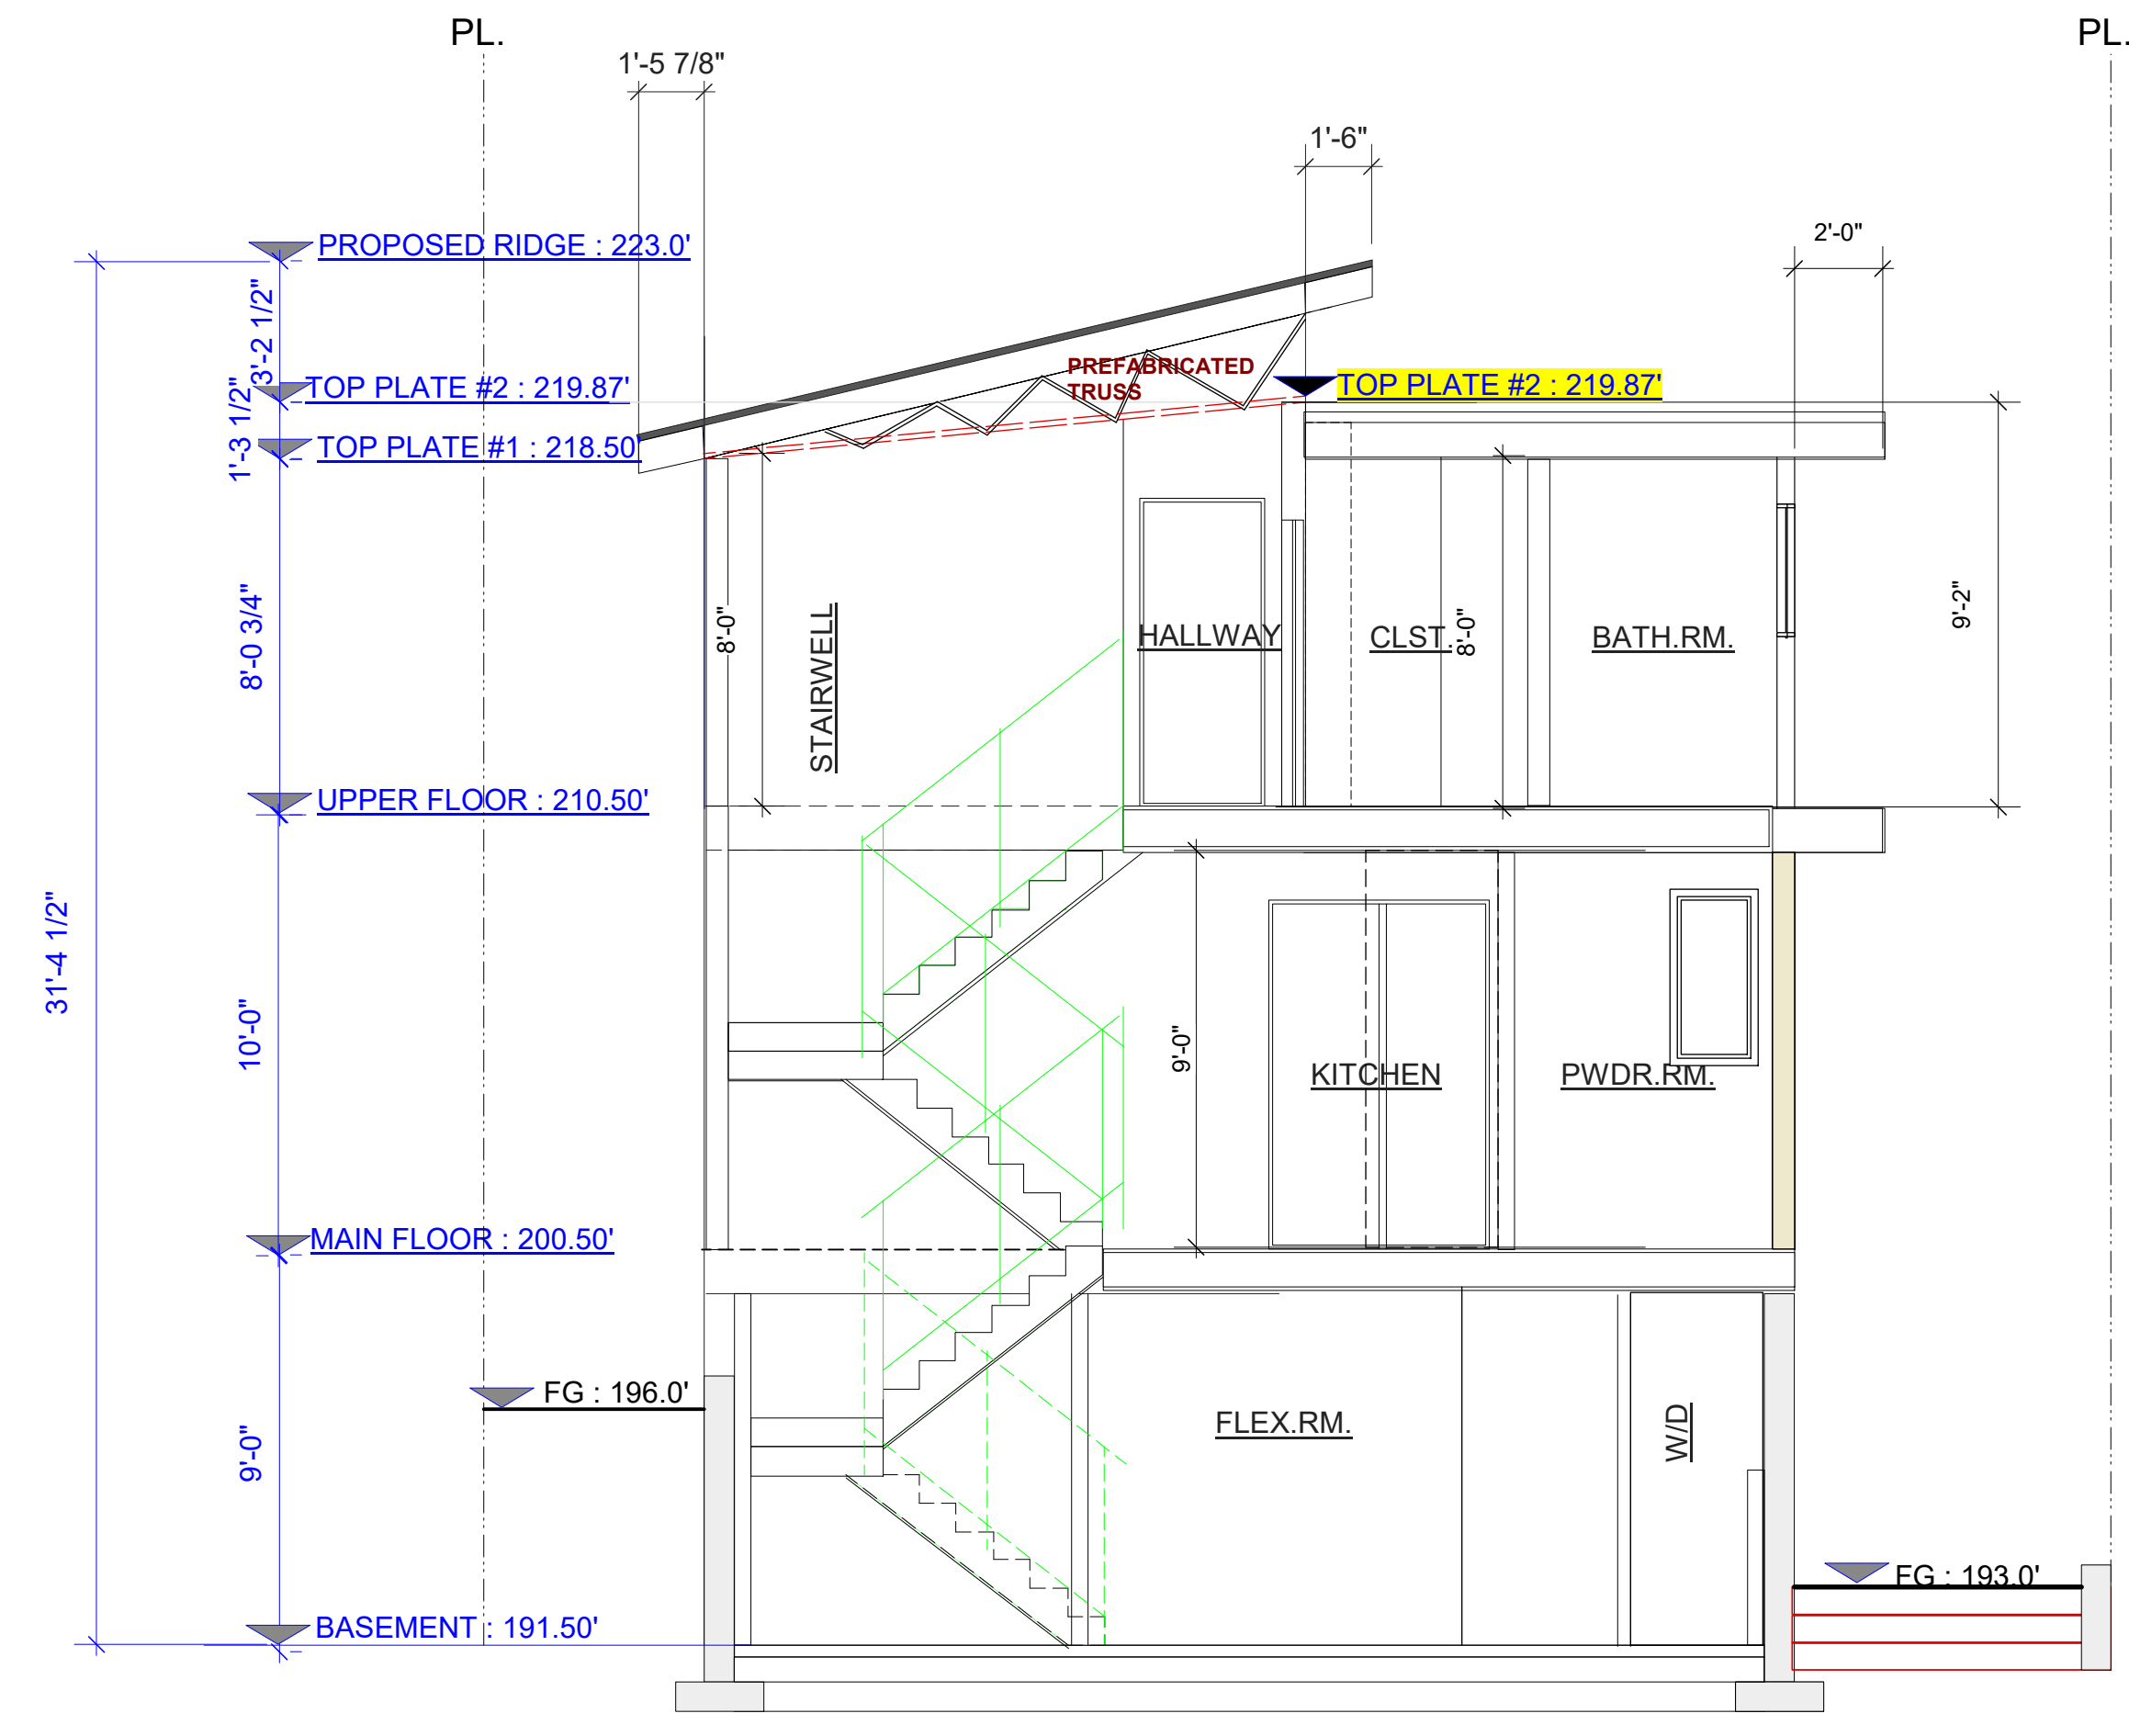 PL.
PL.
1'-5 7/8"
1'-6"
2'-0"
PROPOSED RIDGE : 223.0'
3'-2 1/2"
PREFABRICATED
TRUSS
TOP PLATE #2 : 219.87'
TOP PLATE #2 : 219.87'
1'-3 1/2"
TOP PLATE #1 : 218.50'
8'-0 3/4"
8'-0"
STAIRWELL
HALLWAY
CLST.
8'-0"
BATH.RM.
9'-2"
UPPER FLOOR : 210.50'
31'-4 1/2"
10'-0"
9'-0"
KITCHEN
PWDR.RM.
MAIN FLOOR : 200.50'
FG : 196.0'
9'-0"
FLEX.RM.
W/D
FG : 193.0'
BASEMENT : 191.50'